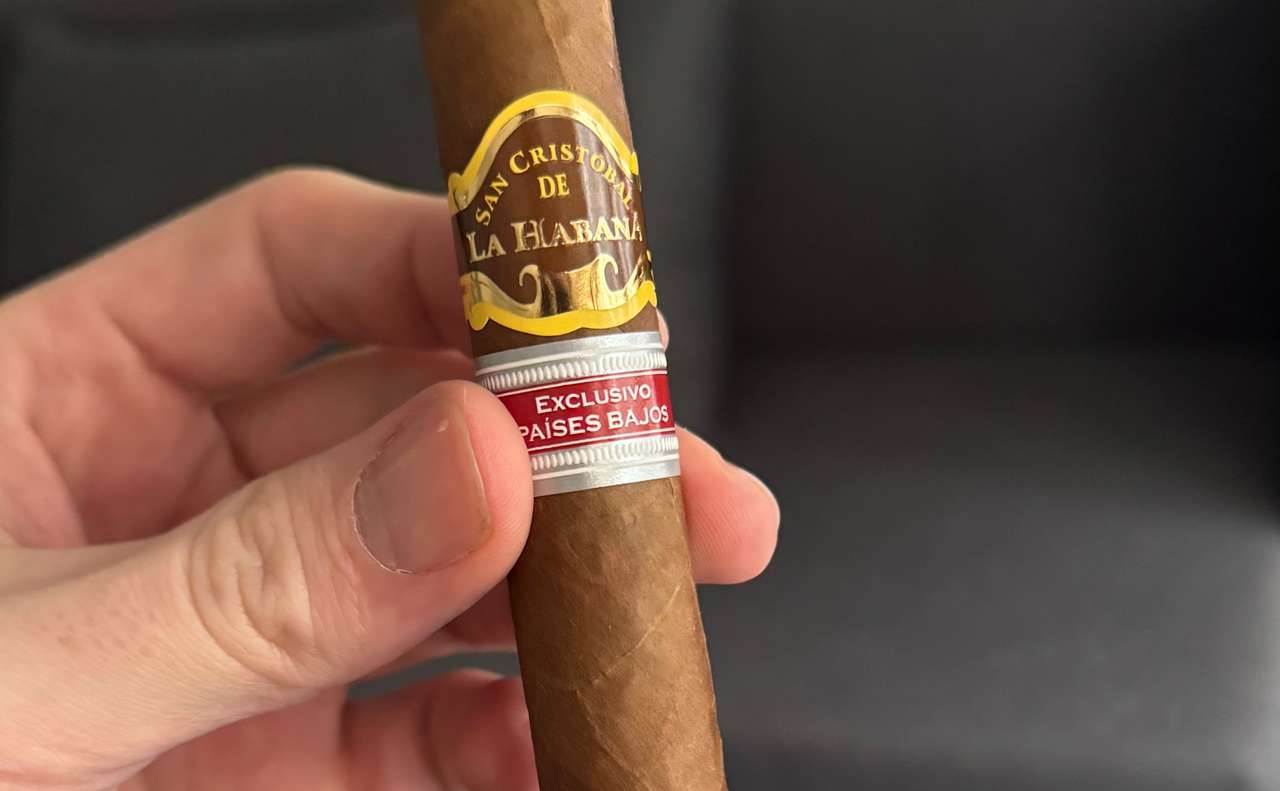 SAN CRISTOBAL
DE
LA HABANA
EXCLUSIVO
PAÍSES BAJOS